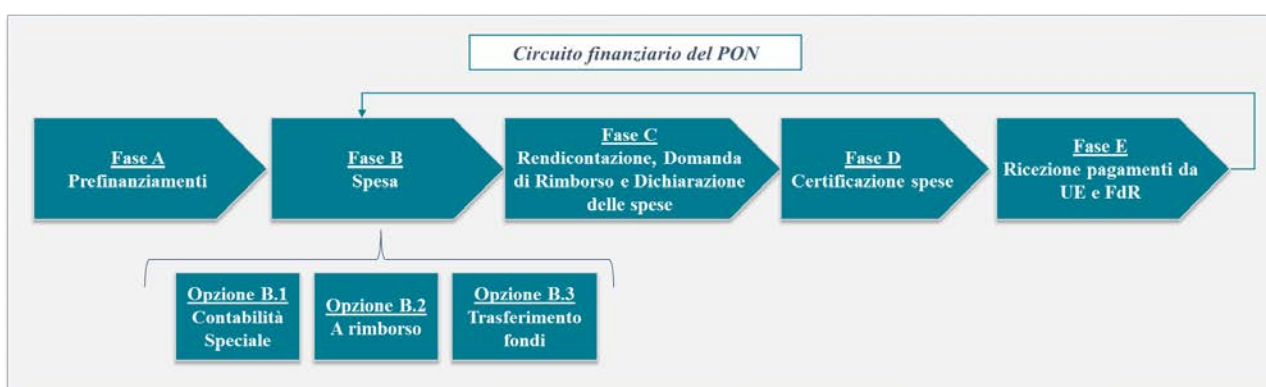 Circuito finanziario del PON
Fase A
Prefinanziamenti
Fase B
Spesa
Fase C
Rendicontazione, Domanda
di Rimborso e Dichiarazione
delle spese
Fase D
Certificazione spese
Fase E
Ricezione pagamenti da
UE e FdR
Opzione B.1
Contabilità
Speciale
Opzione B.2
A rimborso
Opzione B.3
Trasferimento
fondi